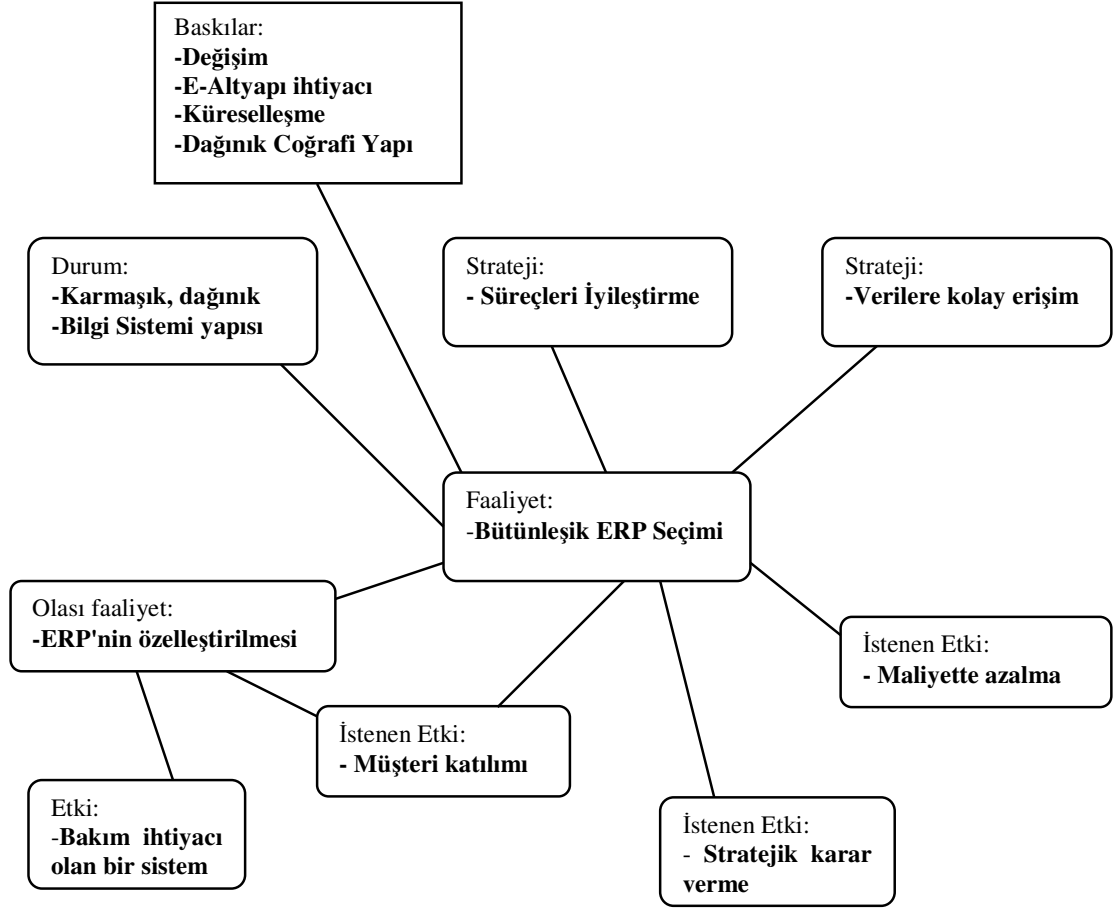 Baskılar:
-Değişim
-E-Altyapı ihtiyacı
-Küreselleşme
-Dağınık Coğrafi Yapı
Durum:
-Karmaşık, dağınık
-Bilgi Sistemi yapısı
Strateji:
- Süreçleri İyileştirme
Strateji:
-Verilere kolay erişim
Faaliyet:
-Bütünleşik ERP Seçimi
Olası faaliyet:
-ERP'nin özelleştirilmesi
İstenen Etki:
- Maliyette azalma
İstenen Etki:
- Müşteri katılımı
Etki:
-Bakım ihtiyacı
olan bir sistem
İstenen Etki:
- Stratejik karar
verme